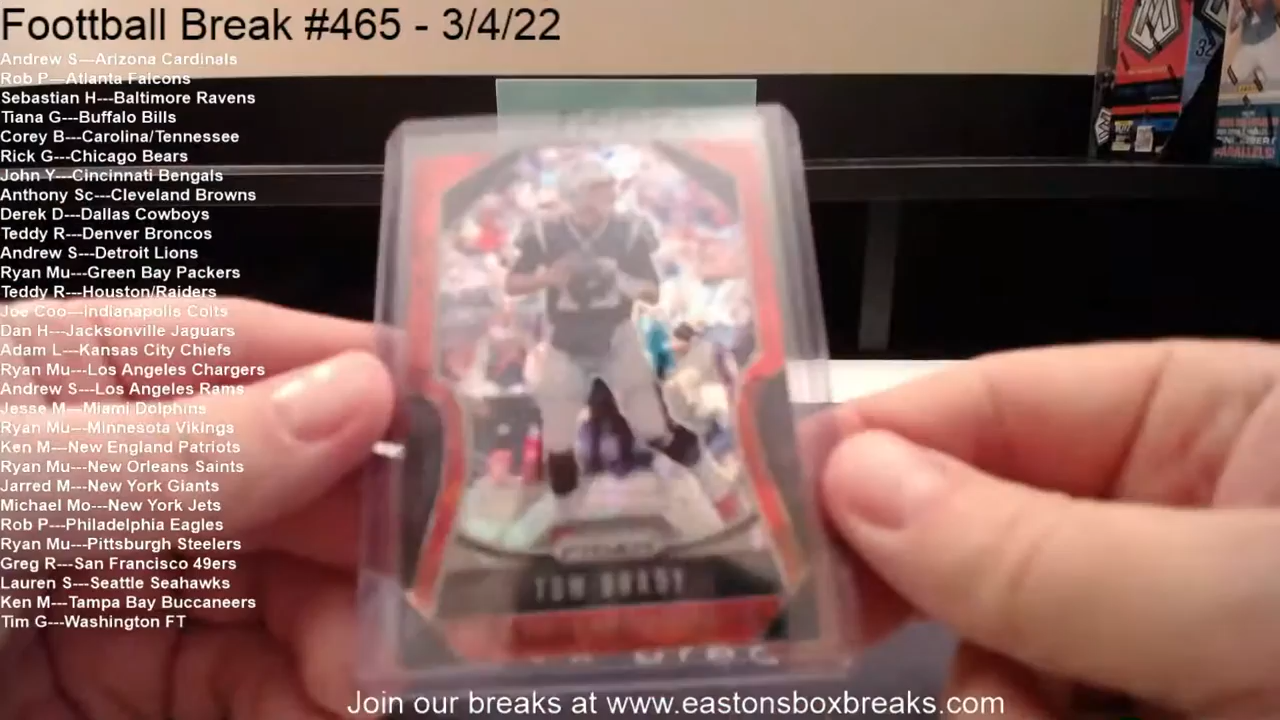 Foottball Break #465 - 3/4/22
Andrew S---Arizona Cardinals
Rob P---Atlanta Falcons
Sebastian H---Baltimore Ravens
Tiana G---Buffalo Bills
Corey B---Carolina/Tennessee
Rick G---Chicago Bears
John Y---Cincinnati Bengals
Anthony Sc---Cleveland Browns
Derek D---Dallas Cowboys
Teddy R---Denver Broncos
Andrew S---Detroit Lions
Ryan Mu---Green Bay Packers
Teddy R---Houston/Raiders
Joe Coo---Indianapolis Colts
Dan H---Jacksonville Jaguars
Adam L---Kansas City Chiefs
Ryan Mu---Los Angeles Chargers
Andrew S---Los Angeles Rams
Jesse M---Miami Dolphins
Ryan Mu---Minnesota Vikings
Ken M---New England Patriots
Ryan Mu---New Orleans Saints
Jarred M---New York Giants
Michael Mo---New York Jets
Rob P---Philadelphia Eagles
Ryan Mu---Pittsburgh Steelers
Greg R---San Francisco 49ers
Lauren S---Seattle Seahawks
Ken M---Tampa Bay Buccaneers
Tim G---Washington FT
PRIZM
TOM BRADY
32
Join our breaks at www.eastonsboxbreaks.com